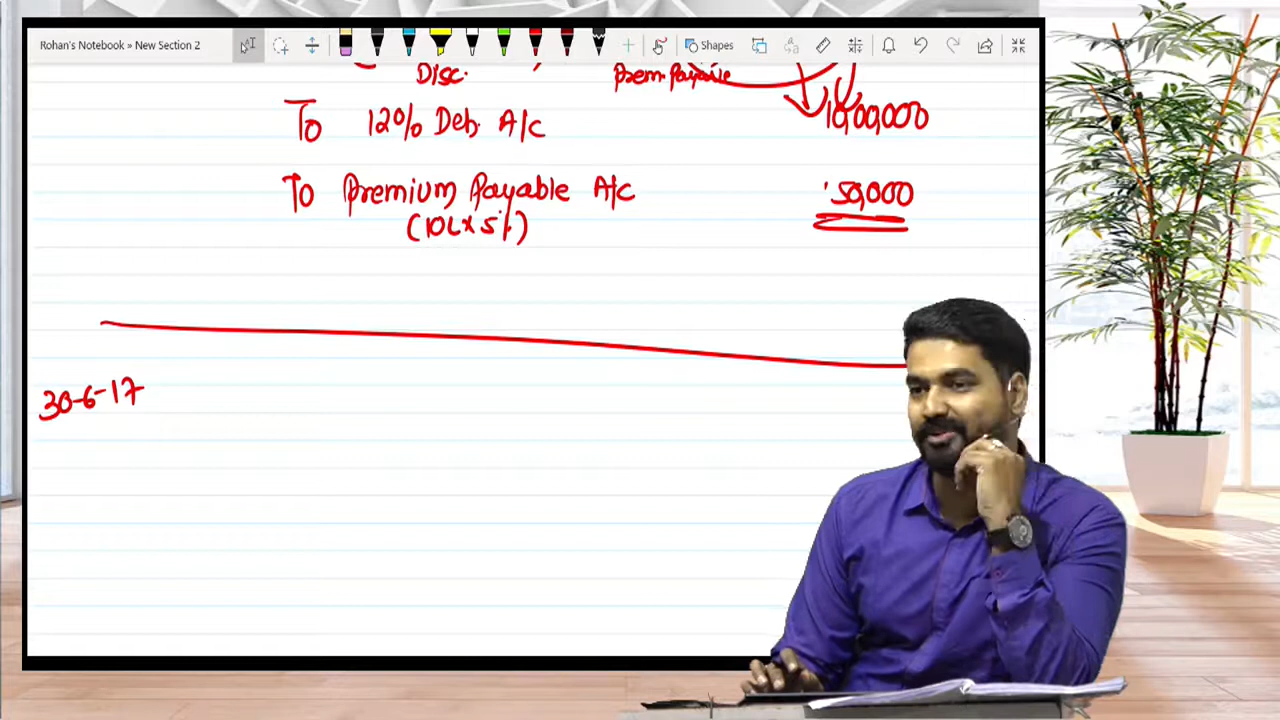 Rohan's Notebook » New Section 2
Shapes
Disc.
Prem. Payable
To 12% Deb. A/c 10,00,000
To Premium Payable A/c 50,000
(10L x 5%)
30-6-17